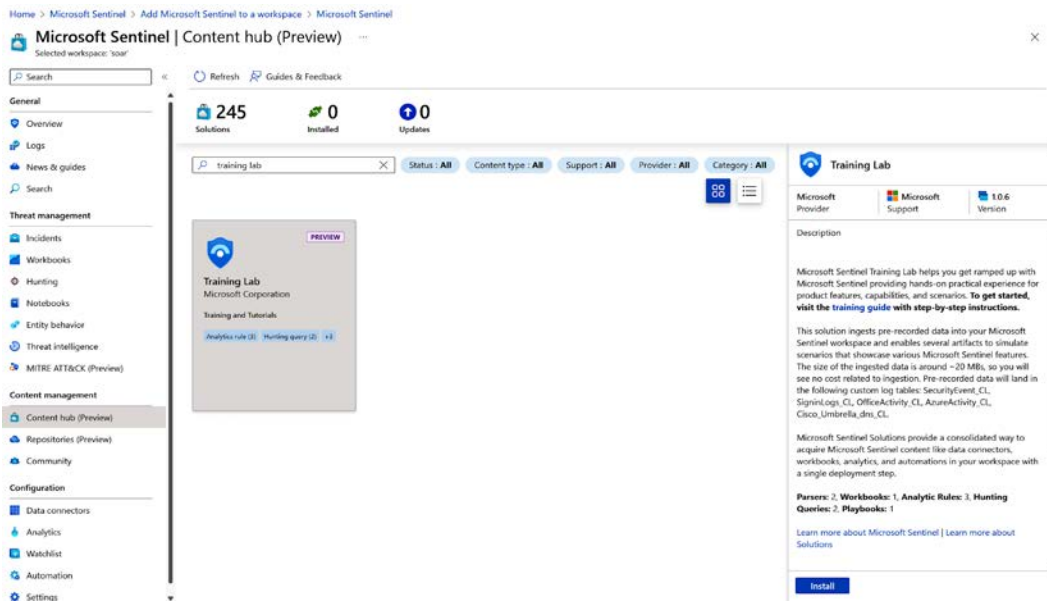 Home > Microsoft Sentinel > Add Microsoft Sentinel to a workspace > Microsoft Sentinel
Microsoft Sentinel | Content hub (Preview) ...
Selected workspace: 'soar'
Search
General
Overview
Logs
News & guides
Search
Threat management
Incidents
Workbooks
Hunting
Notebooks
Entity behavior
Threat intelligence
MITRE ATT&CK (Preview)
Content management
Content hub (Preview)
Repositories (Preview)
Community
Configuration
Data connectors
Analytics
Watchlist
Automation
Settings
Refresh Guides & Feedback
245 0 0
Solutions Installed Updates
training lab
Status : All Content type : All Support : All Provider : All Category : All
PREVIEW
Training Lab
Microsoft Corporation
Training and Tutorials
Analytics rule (3) Hunting query (2) +3
Training Lab
Microsoft Microsoft 1.0.6
Provider Support Version
Description
Microsoft Sentinel Training Lab helps you get ramped up with
Microsoft Sentinel providing hands-on practical experience for
product features, capabilities, and scenarios. To get started,
visit the training guide with step-by-step instructions.
This solution ingests pre-recorded data into your Microsoft
Sentinel workspace and enables several artifacts to simulate
scenarios that showcase various Microsoft Sentinel features.
The size of the ingested data is around ~20 MBs, so you will
see no cost related to ingestion. Pre-recorded data will land in
the following custom log tables: SecurityEvent_CL,
SigninLogs_CL, OfficeActivity_CL, AzureActivity_CL,
Cisco_Umbrella_dns_CL.
Microsoft Sentinel Solutions provide a consolidated way to
acquire Microsoft Sentinel content like data connectors,
workbooks, analytics, and automations in your workspace with
a single deployment step.
Parsers: 2, Workbooks: 1, Analytic Rules: 3, Hunting
Queries: 2, Playbooks: 1
Learn more about Microsoft Sentinel | Learn more about
Solutions
Install